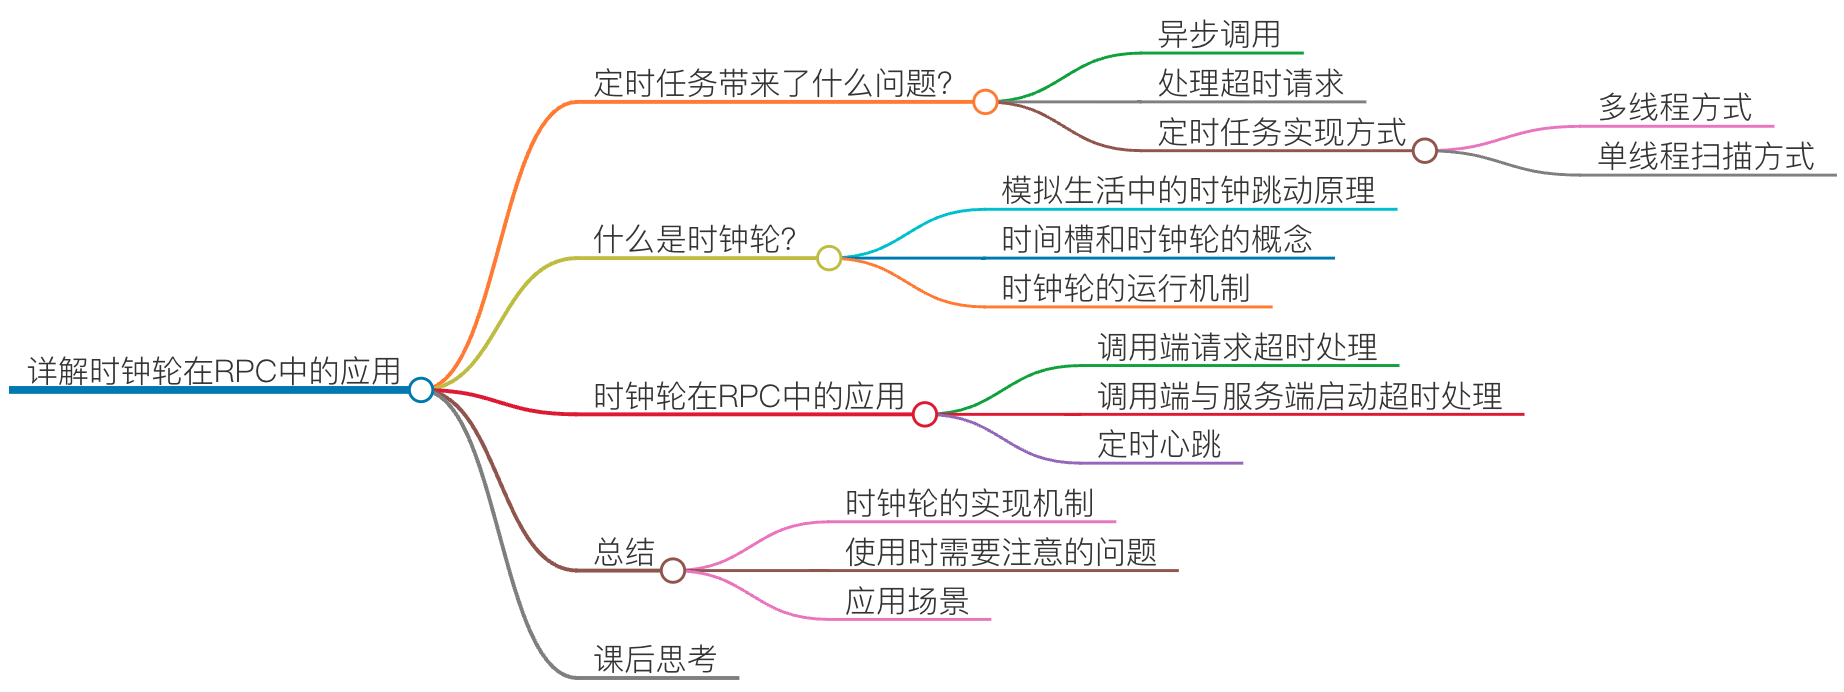 详解时钟轮在RPC中的应用
定时任务带来了什么问题?
异步调用
处理超时请求
定时任务实现方式
多线程方式
单线程扫描方式
什么是时钟轮?
模拟生活中的时钟跳动原理
时间槽和时钟轮的概念
时钟轮的运行机制
时钟轮在RPC中的应用
调用端请求超时处理
调用端与服务端启动超时处理
定时心跳
总结
时钟轮的实现机制
使用时需要注意的问题
应用场景
课后思考